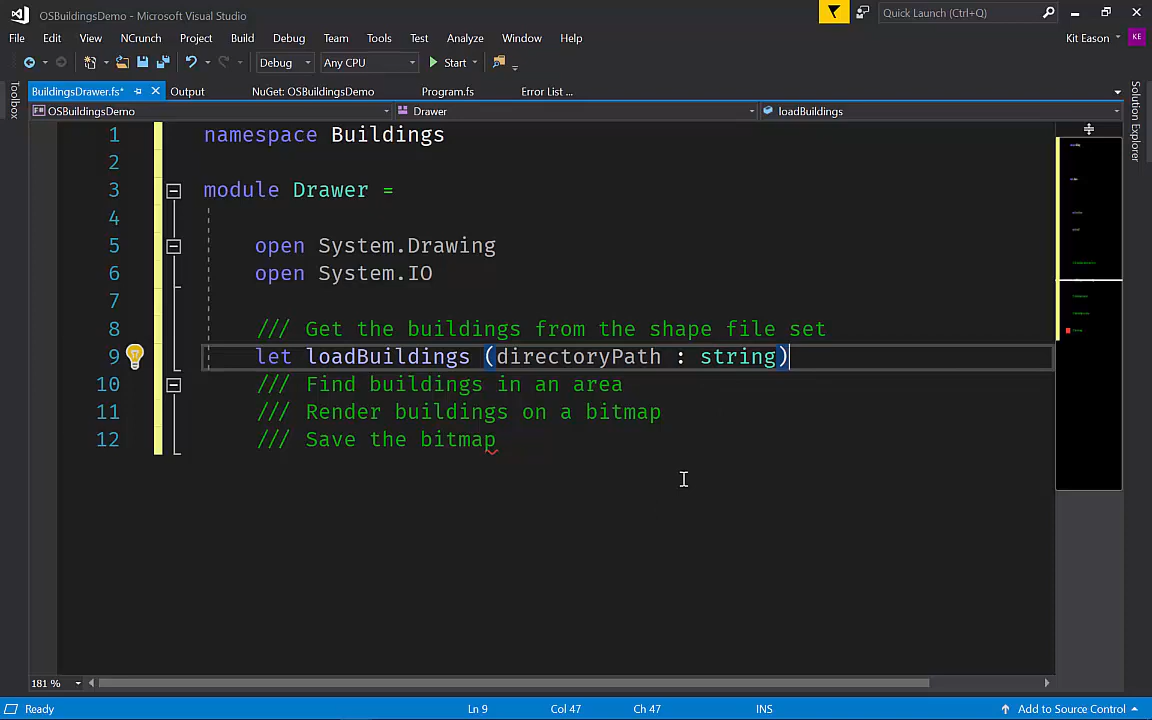 OSBuildingsDemo - Microsoft Visual Studio
Quick Launch (Ctrl+Q)
File Edit View NCrunch Project Build Debug Team Tools Test Analyze Window Help
Kit Eason KE
Debug Any CPU Start
BuildingsDrawer.fs* Output NuGet: OSBuildingsDemo Program.fs Error List ...
OSBuildingsDemo Drawer loadBuildings
Toolbox
Solution Explorer
1 namespace Buildings
2
3 module Drawer =
4
5 open System.Drawing
6 open System.IO
7
8 /// Get the buildings from the shape file set
9 let loadBuildings (directoryPath : string)
10 /// Find buildings in an area
11 /// Render buildings on a bitmap
12 /// Save the bitmap
181 %
Ready Ln 9 Col 47 Ch 47 INS Add to Source Control